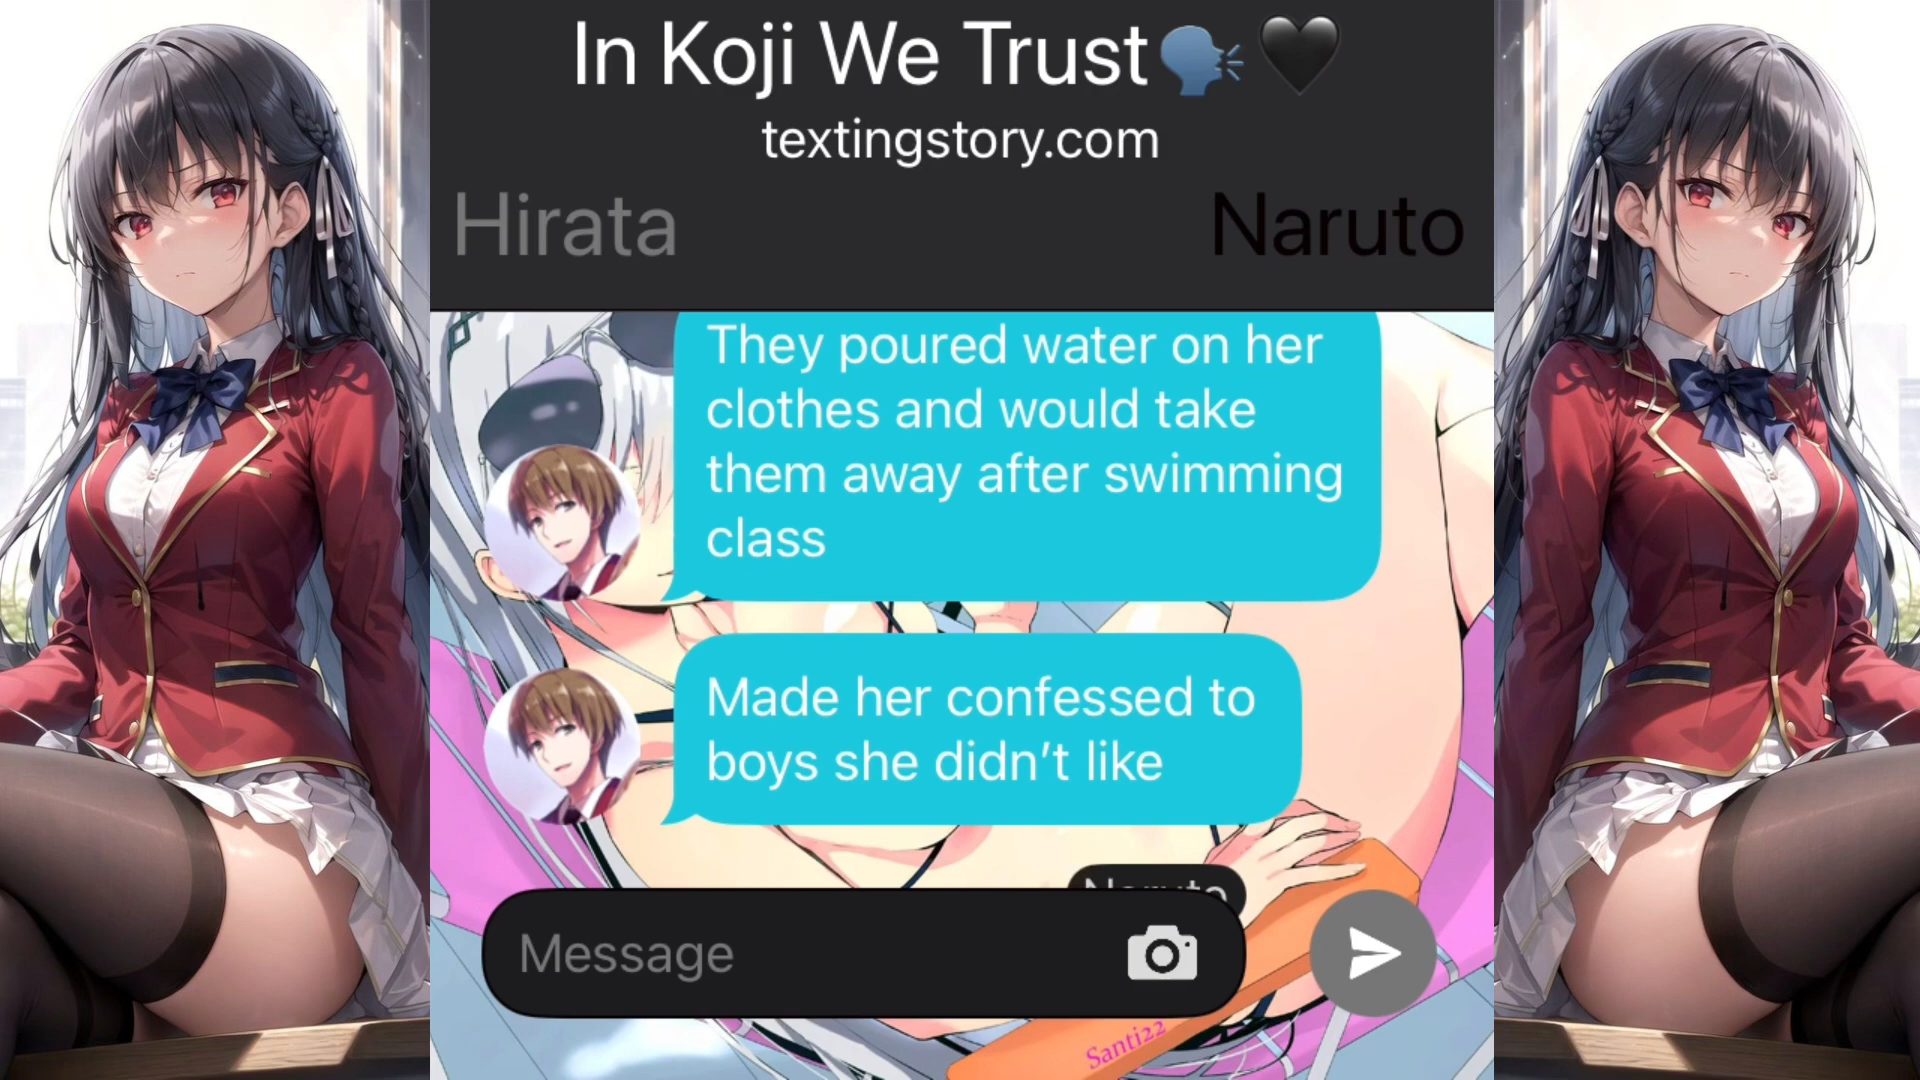 In Koji We Trust🗣️🖤
textingstory.com
Hirata
Naruto
They poured water on her
clothes and would take
them away after swimming
class
Made her confessed to
boys she didn't like
Naruto
Message
Santi22